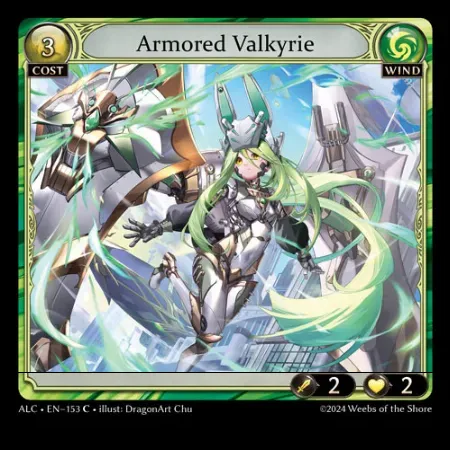 3
Armored Valkyrie
COST
WIND
2
2
ALC • EN–153 C • illust: DragonArt Chu
©2024 Weebs of the Shore